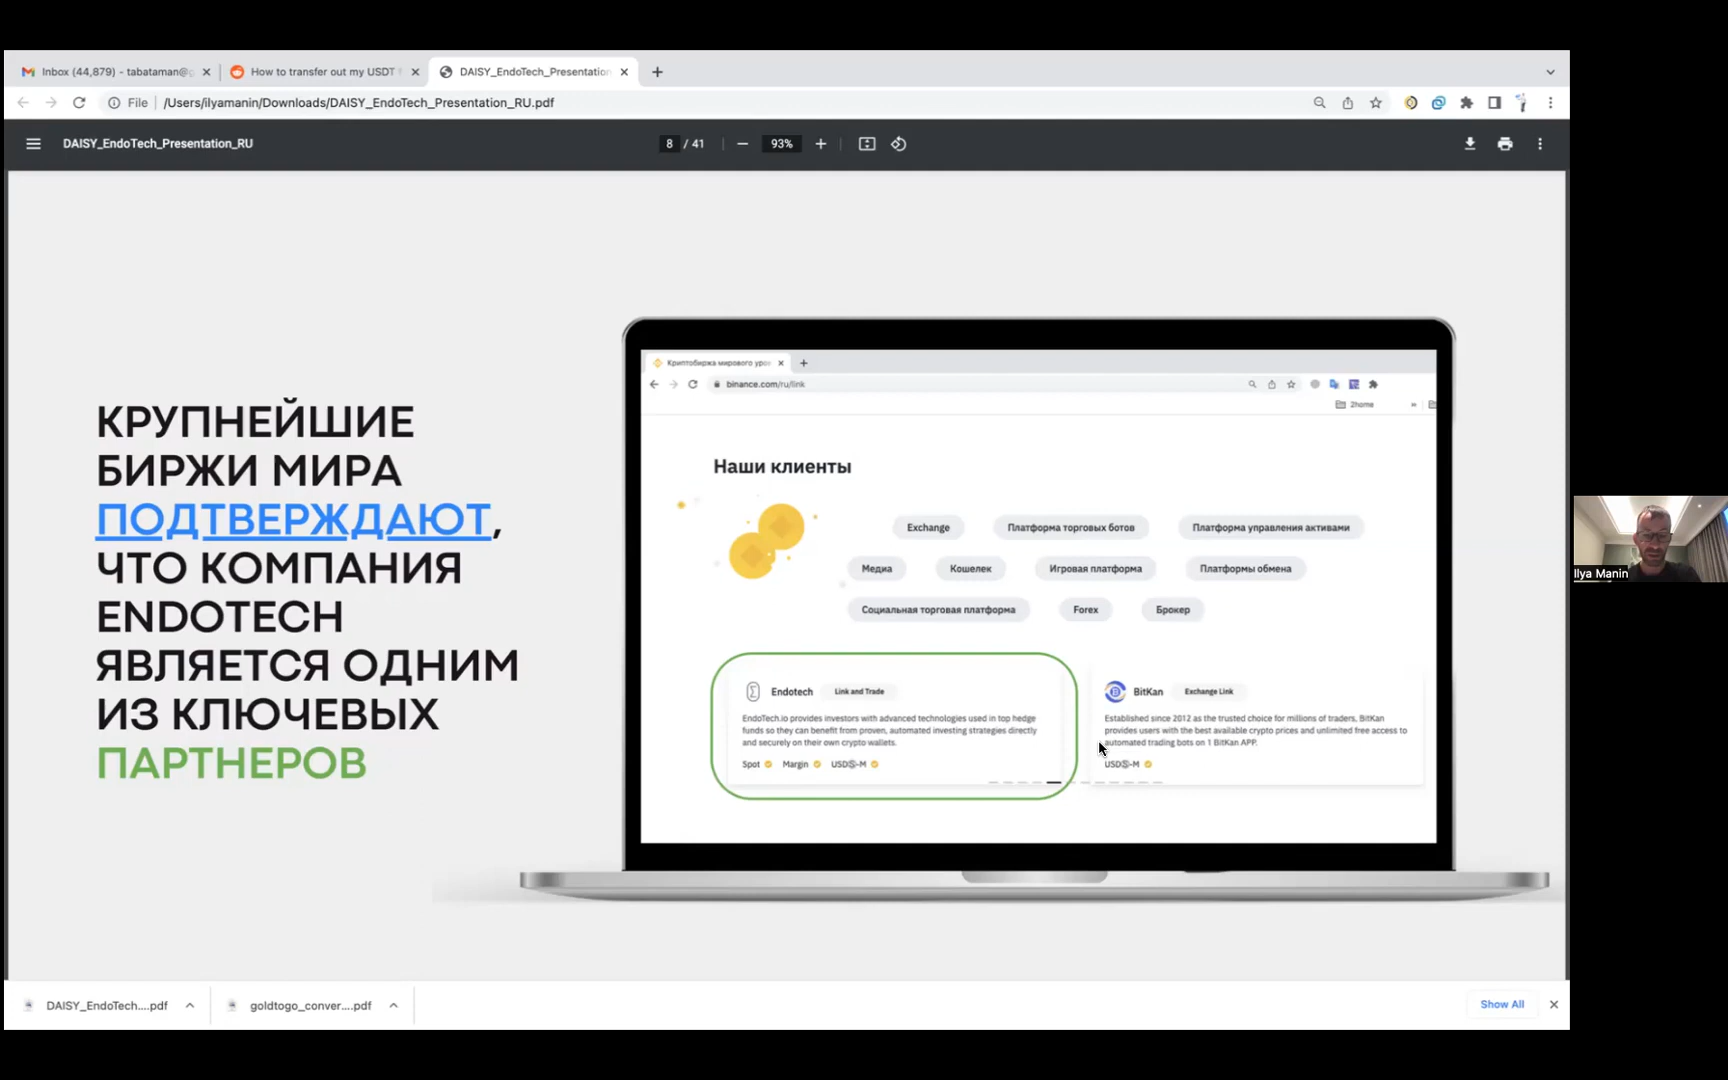 Inbox (44,879) - tabataman@g
How to transfer out my USDT
DAISY_EndoTech_Presentation
File
/Users/ilyamanin/Downloads/DAISY_EndoTech_Presentation_RU.pdf
DAISY_EndoTech_Presentation_RU
8 / 41
93%
КРУПНЕЙШИЕ
БИРЖИ МИРА
ПОДТВЕРЖДАЮТ,
ЧТО КОМПАНИЯ
ENDOTECH
ЯВЛЯЕТСЯ ОДНИМ
ИЗ КЛЮЧЕВЫХ
ПАРТНЕРОВ
Криптобиржа мирового уров
binance.com/ru/link
2home
Наши клиенты
Exchange
Платформа торговых ботов
Платформа управления активами
Медиа
Кошелек
Игровая платформа
Платформы обмена
Социальная торговая платформа
Forex
Брокер
Endotech
Link and Trade
EndoTech.io provides investors with advanced technologies used in top hedge
funds so they can benefit from proven, automated investing strategies directly
and securely on their own crypto wallets.
Spot
Margin
USDⓈ-M
BitKan
Exchange Link
Established since 2012 as the trusted choice for millions of traders, BitKan
provides users with the best available crypto prices and unlimited free access to
automated trading bots on 1 BitKan APP.
USDⓈ-M
Ilya Manin
DAISY_EndoTech....pdf
goldtogo_conver....pdf
Show All